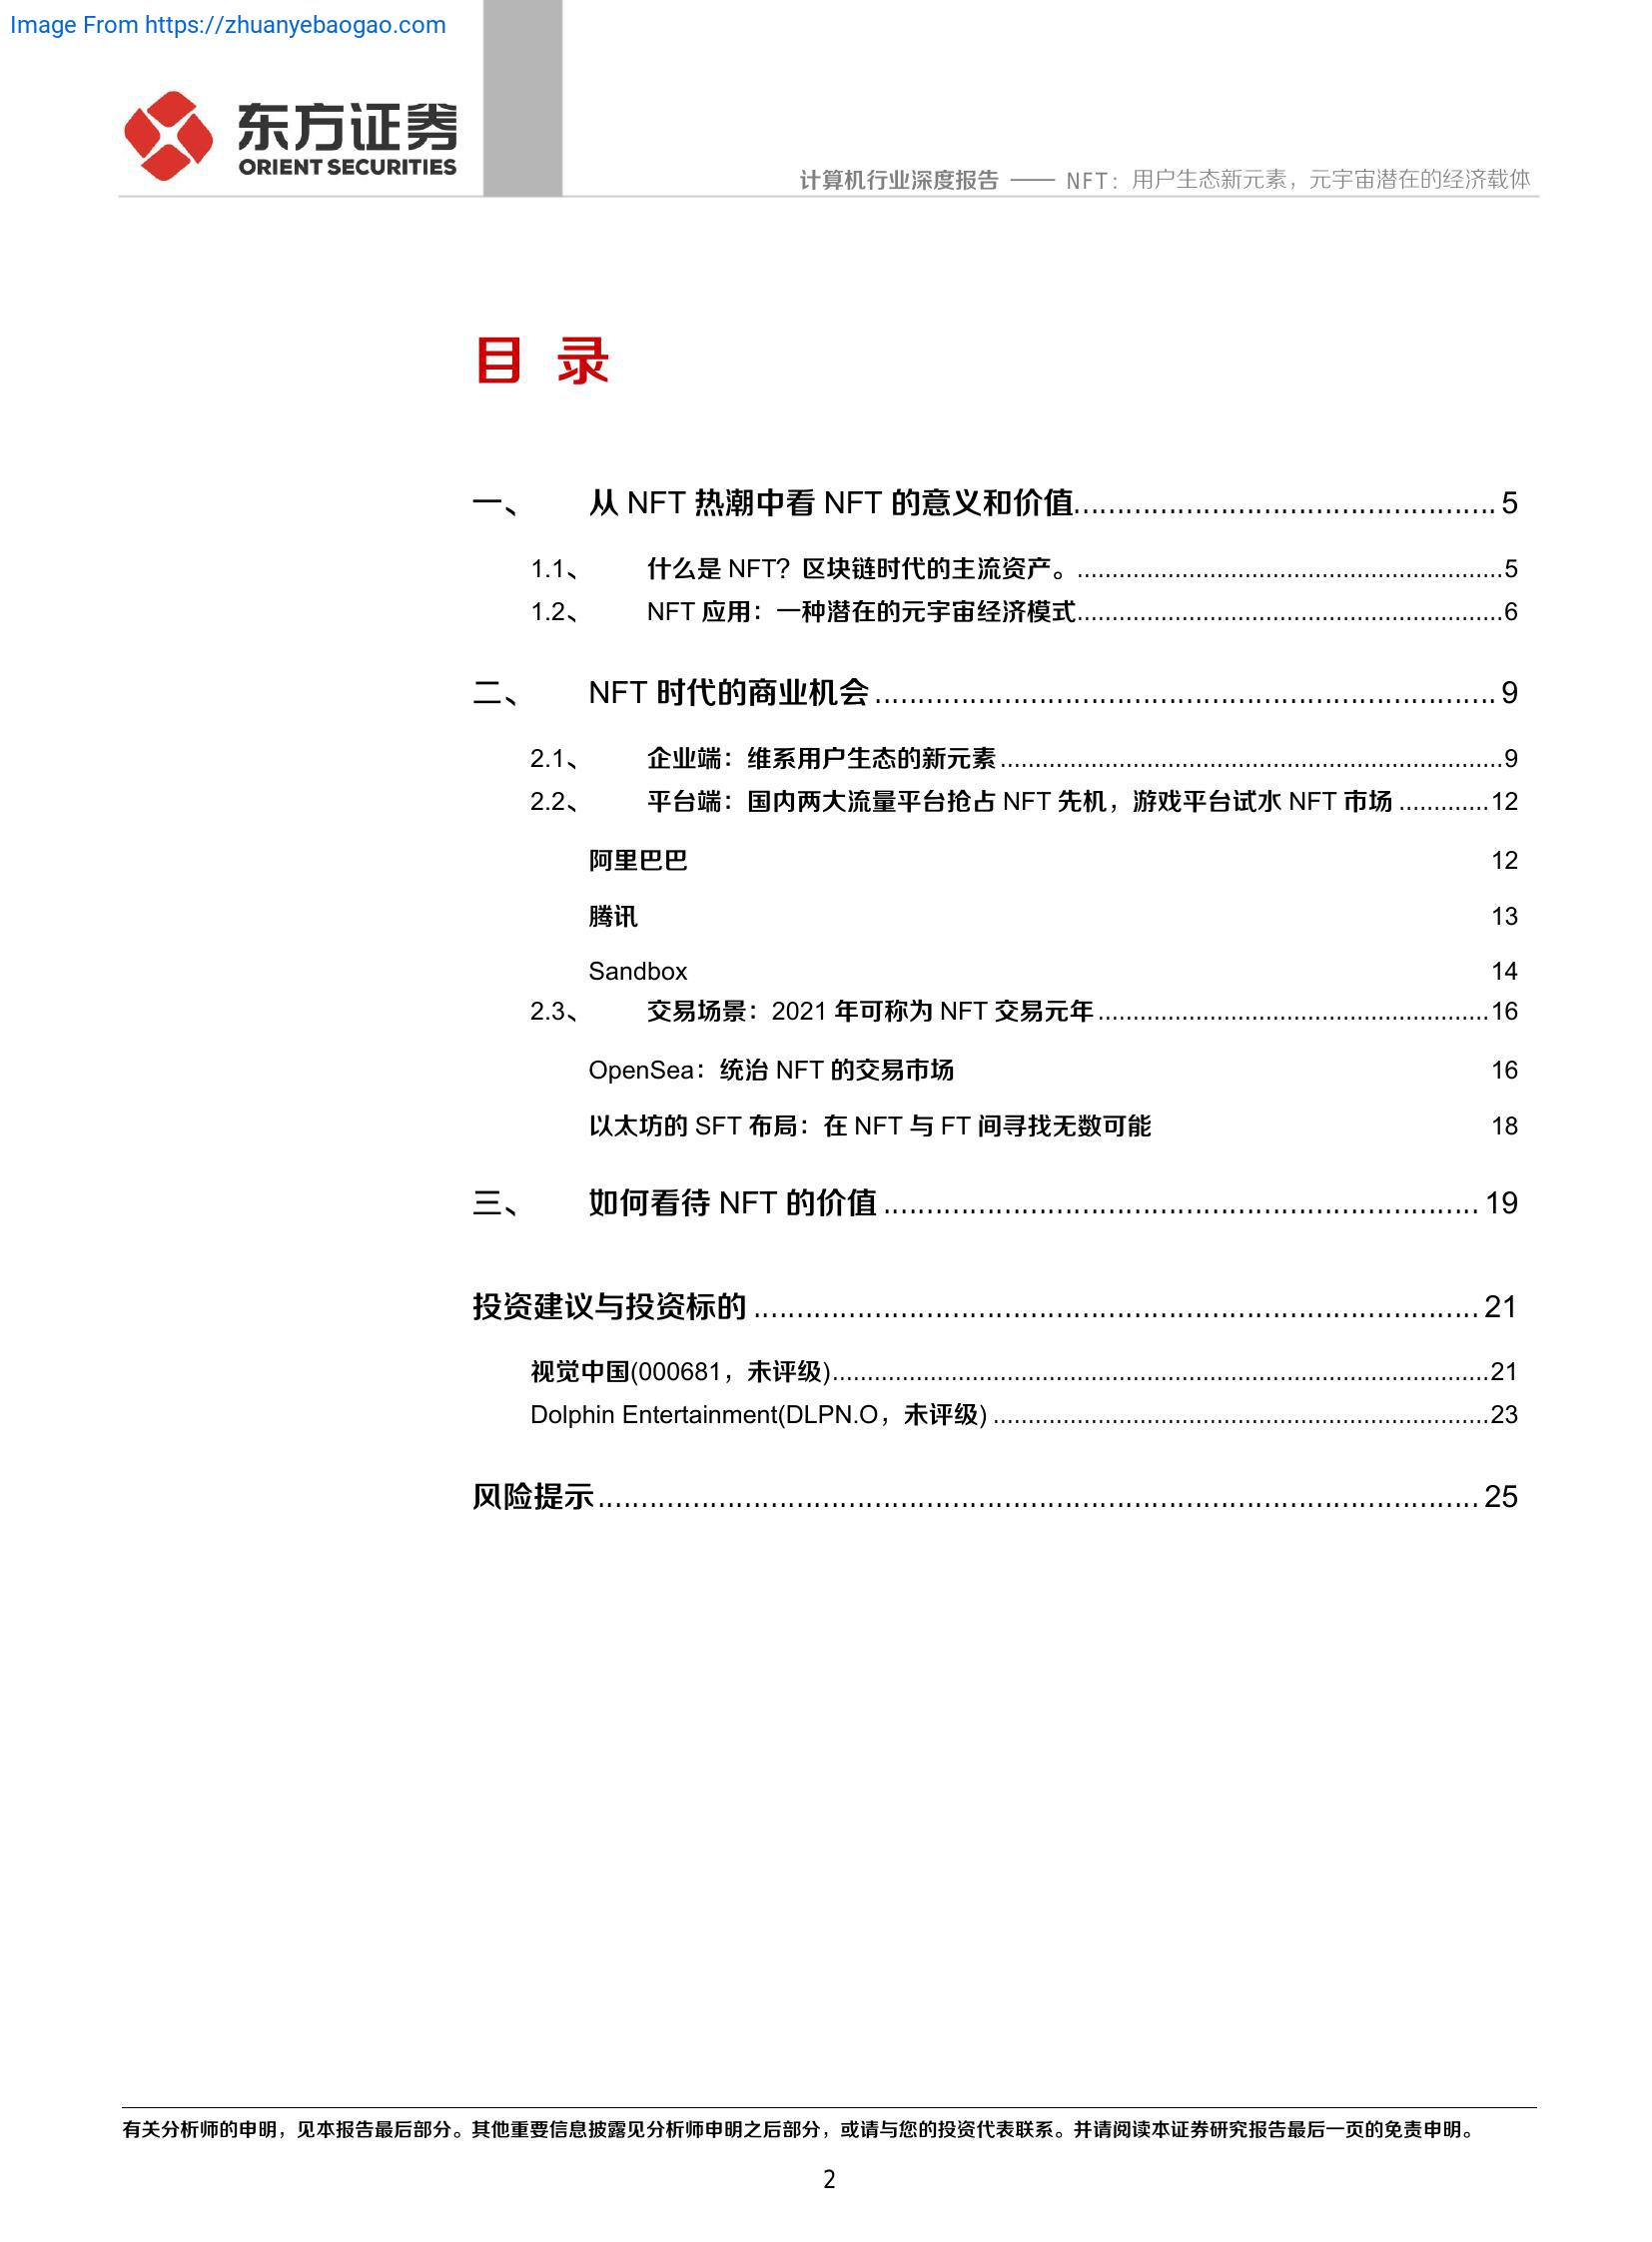 Image From https://zhuanyebaogao.com
东方证券
ORIENT SECURITIES
计算机行业深度报告 —— NFT：用户生态新元素，元宇宙潜在的经济载体
目 录
一、 从 NFT 热潮中看 NFT 的意义和价值................................................. 5
1.1、 什么是 NFT？区块链时代的主流资产。.............................................................5
1.2、 NFT 应用：一种潜在的元宇宙经济模式.............................................................6
二、 NFT 时代的商业机会........................................................................ 9
2.1、 企业端：维系用户生态的新元素........................................................................9
2.2、 平台端：国内两大流量平台抢占 NFT 先机，游戏平台试水 NFT 市场.............12
阿里巴巴 12
腾讯 13
Sandbox 14
2.3、 交易场景：2021 年可称为 NFT 交易元年........................................................16
OpenSea：统治 NFT 的交易市场 16
以太坊的 SFT 布局：在 NFT 与 FT 间寻找无数可能 18
三、 如何看待 NFT 的价值..................................................................... 19
投资建议与投资标的.................................................................................... 21
视觉中国(000681，未评级)..............................................................................................21
Dolphin Entertainment(DLPN.O，未评级).......................................................................23
风险提示...................................................................................................... 25
有关分析师的申明，见本报告最后部分。其他重要信息披露见分析师申明之后部分，或请与您的投资代表联系。并请阅读本证券研究报告最后一页的免责申明。
2